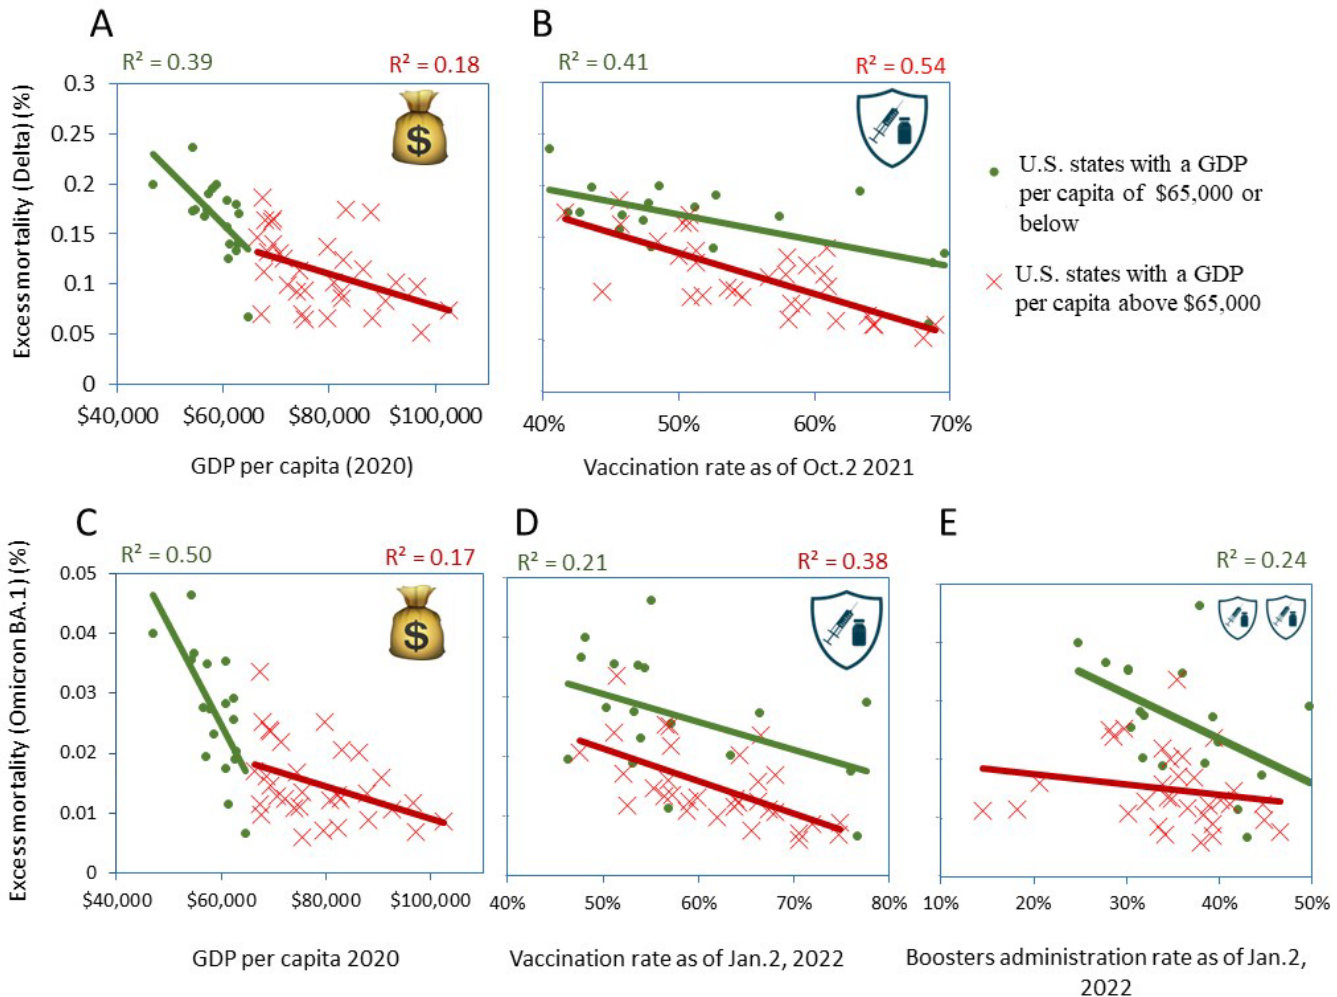 A
B
R² = 0.39
R² = 0.18
R² = 0.41
R² = 0.54
Excess mortality (Delta) (%)
0.3
0.25
0.2
0.15
0.1
0.05
0
$
$40,000 $60,000 $80,000 $100,000
GDP per capita (2020)
40% 50% 60% 70%
Vaccination rate as of Oct.2 2021
U.S. states with a GDP
per capita of $65,000 or
below
U.S. states with a GDP
per capita above $65,000
C
D
E
R² = 0.50
R² = 0.17
R² = 0.21
R² = 0.38
R² = 0.24
Excess mortality (Omicron BA.1) (%)
0.05
0.04
0.03
0.02
0.01
0
$
$40,000 $60,000 $80,000 $100,000
GDP per capita 2020
40% 50% 60% 70% 80%
Vaccination rate as of Jan.2, 2022
10% 20% 30% 40% 50%
Boosters administration rate as of Jan.2,
2022